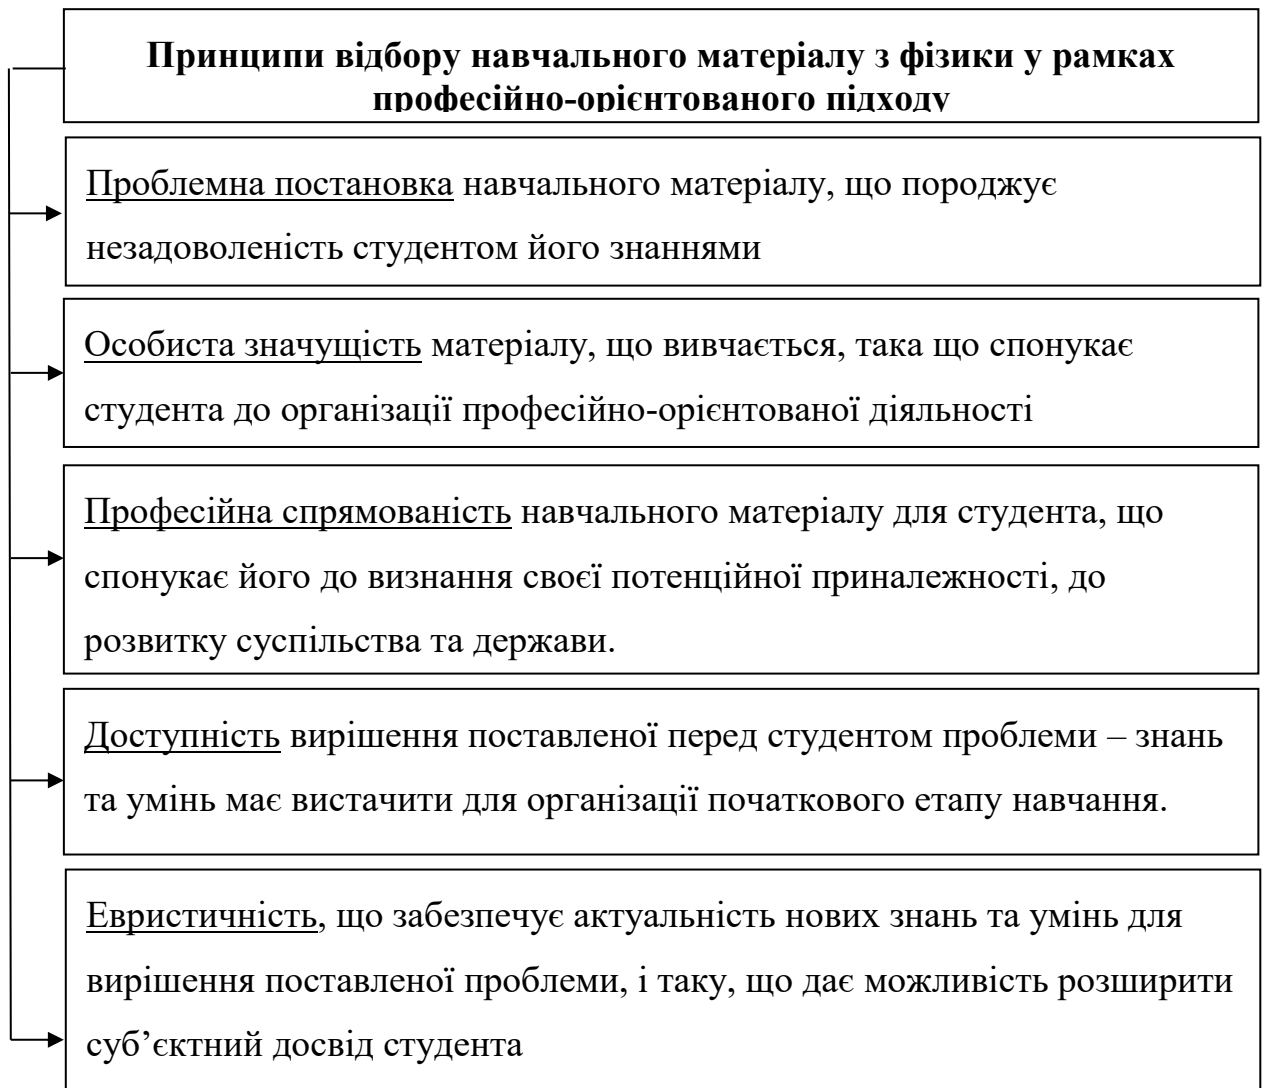 Принципи відбору навчального матеріалу з фізики у рамках
професійно-орієнтованого підходу
Проблемна постановка навчального матеріалу, що породжує
незадоволеність студентом його знаннями
Особиста значущість матеріалу, що вивчається, така що спонукає
студента до організації професійно-орієнтованої діяльності
Професійна спрямованість навчального матеріалу для студента, що
спонукає його до визнання своєї потенційної приналежності, до
розвитку суспільства та держави.
Доступність вирішення поставленої перед студентом проблеми – знань
та умінь має вистачити для організації початкового етапу навчання.
Евристичність, що забезпечує актуальність нових знань та умінь для
вирішення поставленої проблеми, і таку, що дає можливість розширити
суб’єктний досвід студента